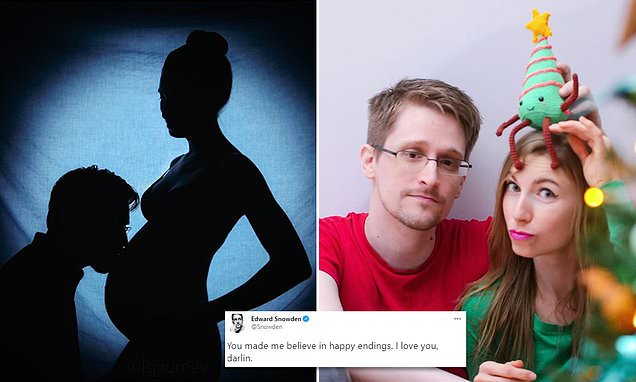 @lsjourney
Edward Snowden
@Snowden
You made me believe in happy endings. I love you,
darlin.